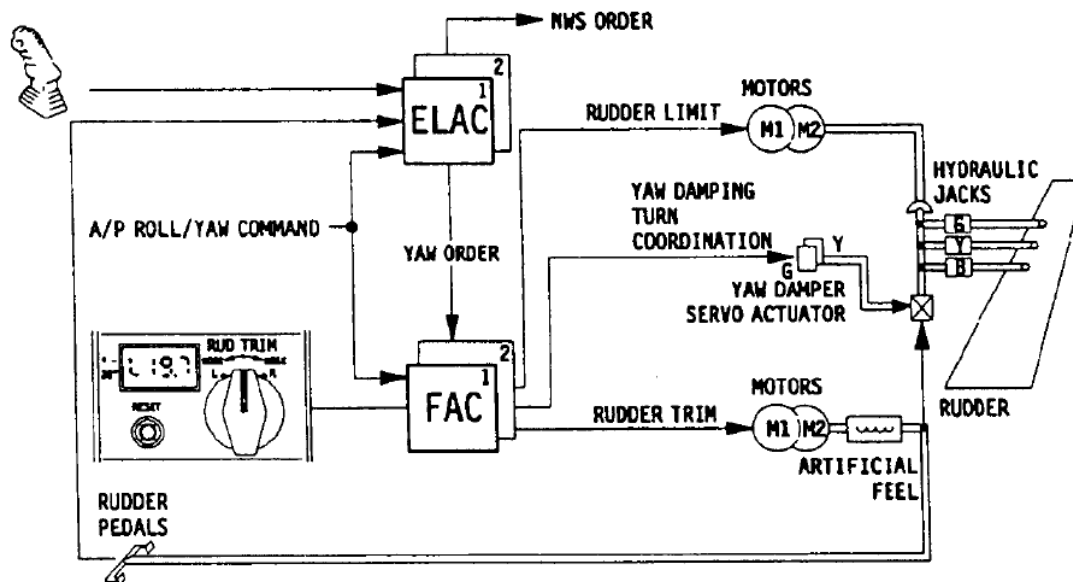 NWS ORDER
2
1
ELAC
MOTORS
RUDDER LIMIT
M1 M2
HYDRAULIC
JACKS
YAW DAMPING
TURN
COORDINATION
A/P ROLL/YAW COMMAND
YAW ORDER
G
Y
B
G
Y
YAW DAMPER
SERVO ACTUATOR
RUD TRIM
L
R
L19.7
RESET
2
1
FAC
MOTORS
RUDDER TRIM
M1 M2
RUDDER
ARTIFICIAL
FEEL
RUDDER
PEDALS